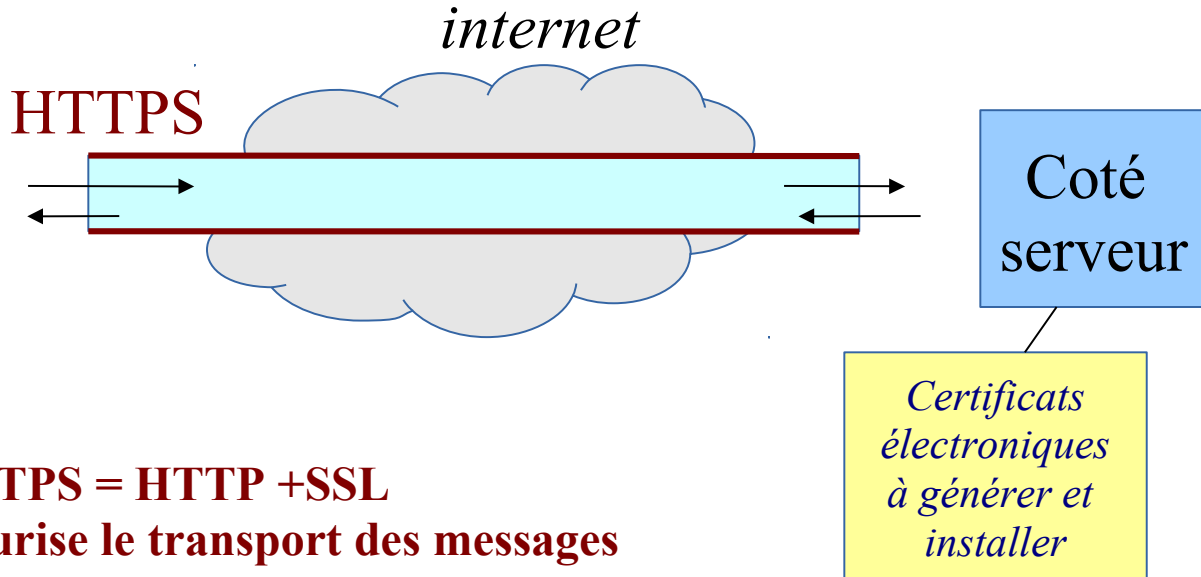 internet
HTTPS
Coté
serveur
Certificats
électroniques
à générer et
installer
TPS = HTTP +SSL
urise le transport des messages